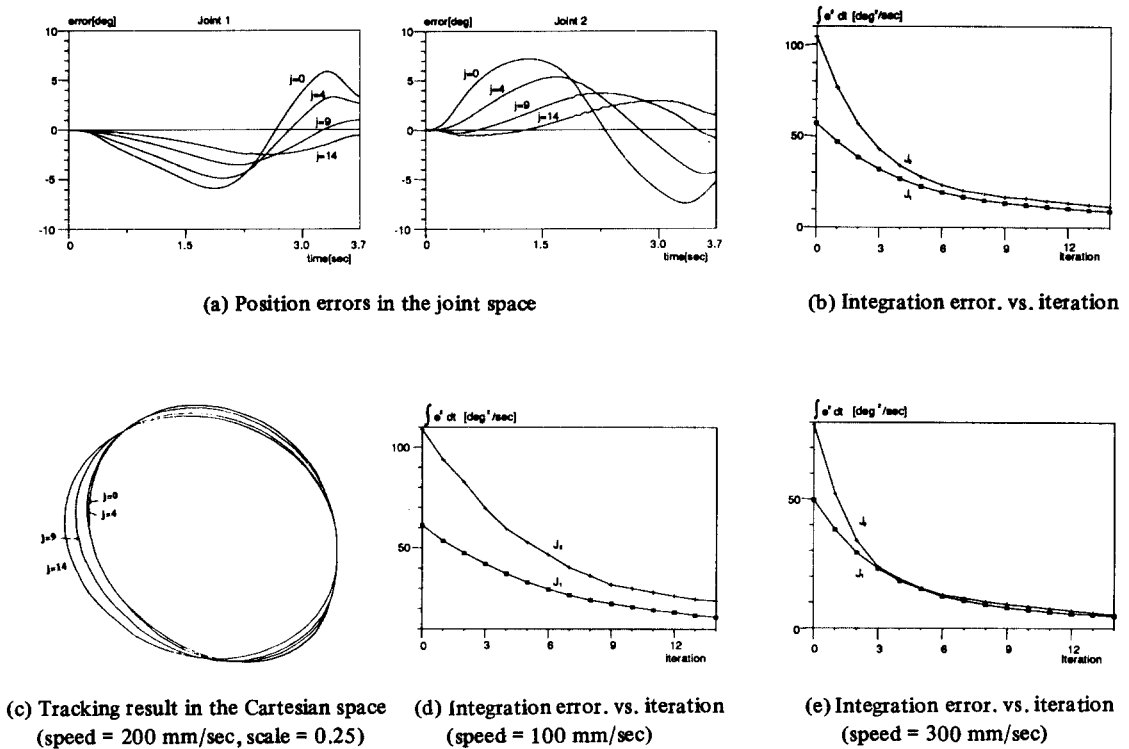 error[deg] Joint 1
10
5
0
-5
-10
j=0
j=4
j=9
j=14
0 1.5 3.0 3.7
time[sec]
error[deg] Joint 2
10
5
0
-5
-10
j=0
j=4
j=9
j=14
0 1.5 3.0 3.7
time[sec]
(a) Position errors in the joint space
∫ e² dt [deg²/sec]
100
50
0
J₂
J₁
0 3 6 9 12
iteration
(b) Integration error. vs. iteration
j=0
j=4
j=9
j=14
(c) Tracking result in the Cartesian space
(speed = 200 mm/sec, scale = 0.25)
∫ e² dt [deg²/sec]
100
50
J₂
J₁
0 3 6 9 12
iteration
(d) Integration error. vs. iteration
(speed = 100 mm/sec)
∫ e² dt [deg²/sec]
50
0
J₂
J₁
0 3 6 9 12
iteration
(e) Integration error. vs. iteration
(speed = 300 mm/sec)